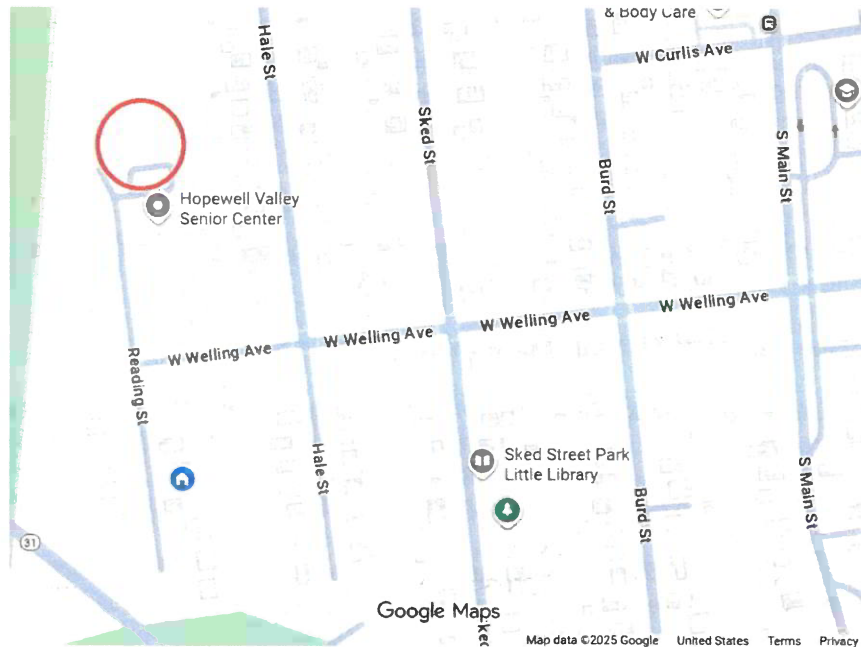 & Body Care
W Curlis Ave
Hale St
Sked St
S Main St
Burd St
Hopewell Valley
Senior Center
W Welling Ave
W Welling Ave
W Welling Ave
W Welling Ave
Reading St
Hale St
Sked Street Park
Little Library
Burd St
S Main St
31
Google Maps
Map data ©2025 Google United States Terms Privacy